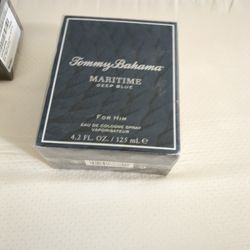 Tommy Bahama
MARITIME
DEEP BLUE
FOR HIM
EAU DE COLOGNE SPRAY
VAPORISATEUR
4.2 FL. OZ. / 125 mL e